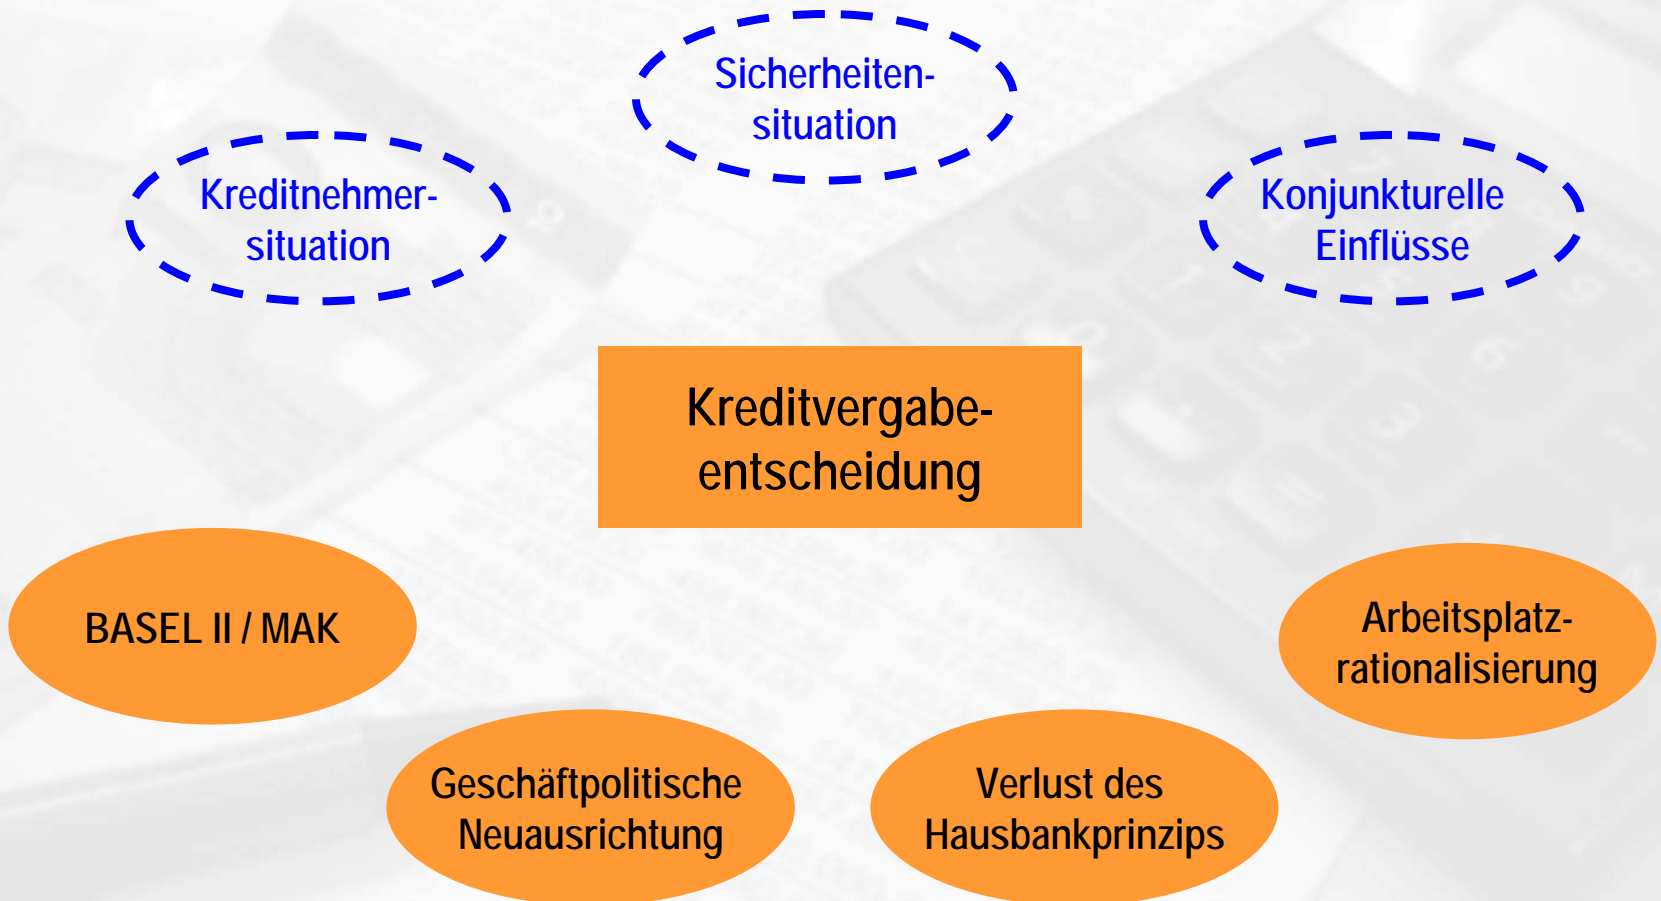 Sicherheiten-
situation
Kreditnehmer-
situation
Konjunkturelle
Einflüsse
Kreditvergabe-
entscheidung
BASEL II / MAK
Arbeitsplatz-
rationalisierung
Geschäftpolitische
Neuausrichtung
Verlust des
Hausbankprinzips